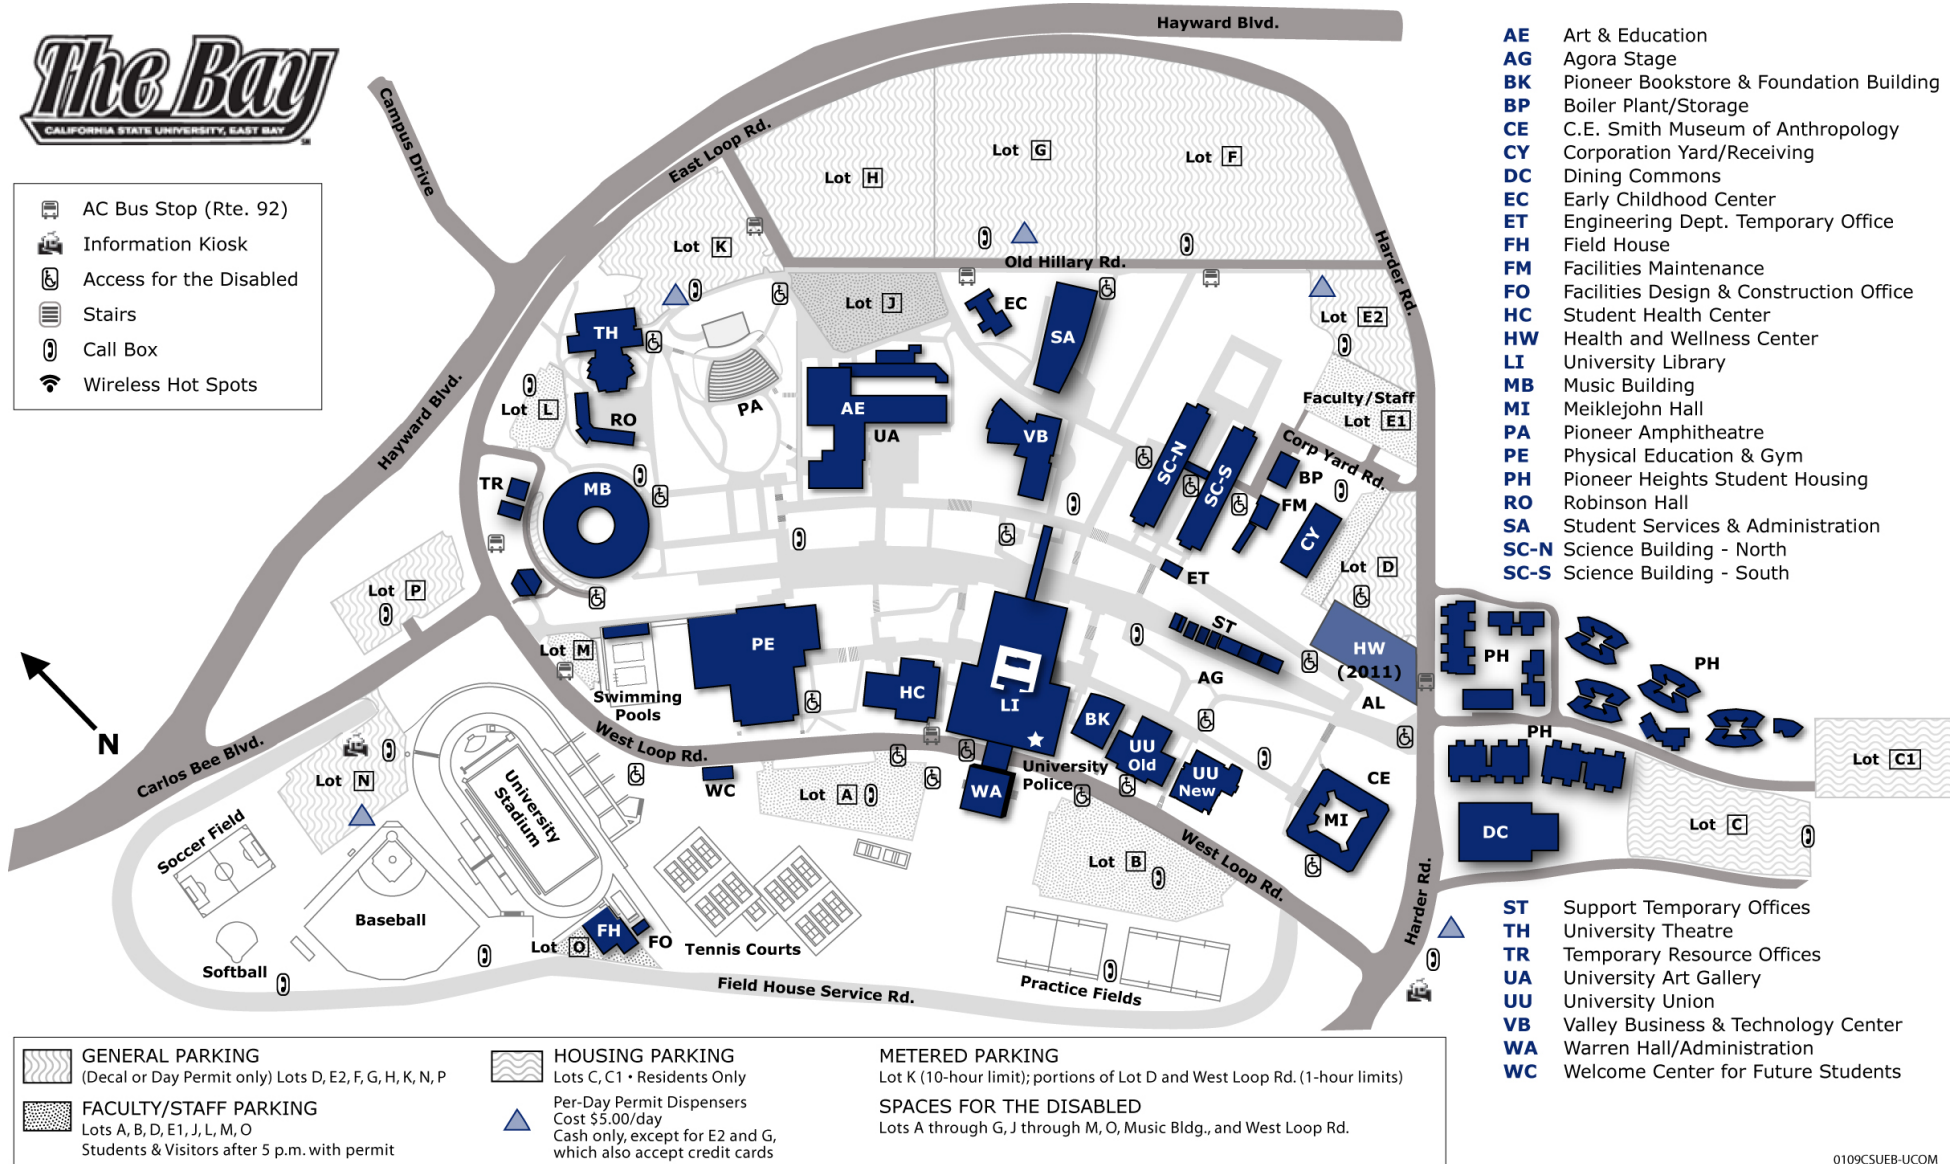 The Bay
CALIFORNIA STATE UNIVERSITY, EAST BAY
SM
AC Bus Stop (Rte. 92)
Information Kiosk
Access for the Disabled
Stairs
Call Box
Wireless Hot Spots
Hayward Blvd.
Campus Drive
East Loop Rd.
Lot H
Lot G
Lot F
Lot K
Old Hillary Rd.
Harder Rd.
Lot J
EC
SA
Lot E2
TH
Hayward Blvd.
Lot L
RO
PA
AE
UA
VB
Faculty/Staff
Lot E1
Corp Yard Rd.
SC-N
SC-S
BP
FM
CY
TR
MB
ET
Lot D
Lot P
ST
HW
(2011)
PH
PH
Lot M
Swimming
Pools
PE
HC
LI
AG
AL
BK
UU
Old
UU
New
PH
N
Carlos Bee Blvd.
West Loop Rd.
WC
University
Police
WA
CE
MI
Lot C1
Lot N
University
Stadium
Lot A
DC
Lot C
Soccer Field
Lot B
West Loop Rd.
Harder Rd.
Baseball
FH
FO
Lot O
Tennis Courts
Softball
Field House Service Rd.
Practice Fields
AE Art & Education
AG Agora Stage
BK Pioneer Bookstore & Foundation Building
BP Boiler Plant/Storage
CE C.E. Smith Museum of Anthropology
CY Corporation Yard/Receiving
DC Dining Commons
EC Early Childhood Center
ET Engineering Dept. Temporary Office
FH Field House
FM Facilities Maintenance
FO Facilities Design & Construction Office
HC Student Health Center
HW Health and Wellness Center
LI University Library
MB Music Building
MI Meiklejohn Hall
PA Pioneer Amphitheatre
PE Physical Education & Gym
PH Pioneer Heights Student Housing
RO Robinson Hall
SA Student Services & Administration
SC-N Science Building - North
SC-S Science Building - South
ST Support Temporary Offices
TH University Theatre
TR Temporary Resource Offices
UA University Art Gallery
UU University Union
VB Valley Business & Technology Center
WA Warren Hall/Administration
WC Welcome Center for Future Students
GENERAL PARKING
(Decal or Day Permit only) Lots D, E2, F, G, H, K, N, P
FACULTY/STAFF PARKING
Lots A, B, D, E1, J, L, M, O
Students & Visitors after 5 p.m. with permit
HOUSING PARKING
Lots C, C1 • Residents Only
Per-Day Permit Dispensers
Cost $5.00/day
Cash only, except for E2 and G,
which also accept credit cards
METERED PARKING
Lot K (10-hour limit); portions of Lot D and West Loop Rd. (1-hour limits)
SPACES FOR THE DISABLED
Lots A through G, J through M, O, Music Bldg., and West Loop Rd.
0109CSUEB-UCOM